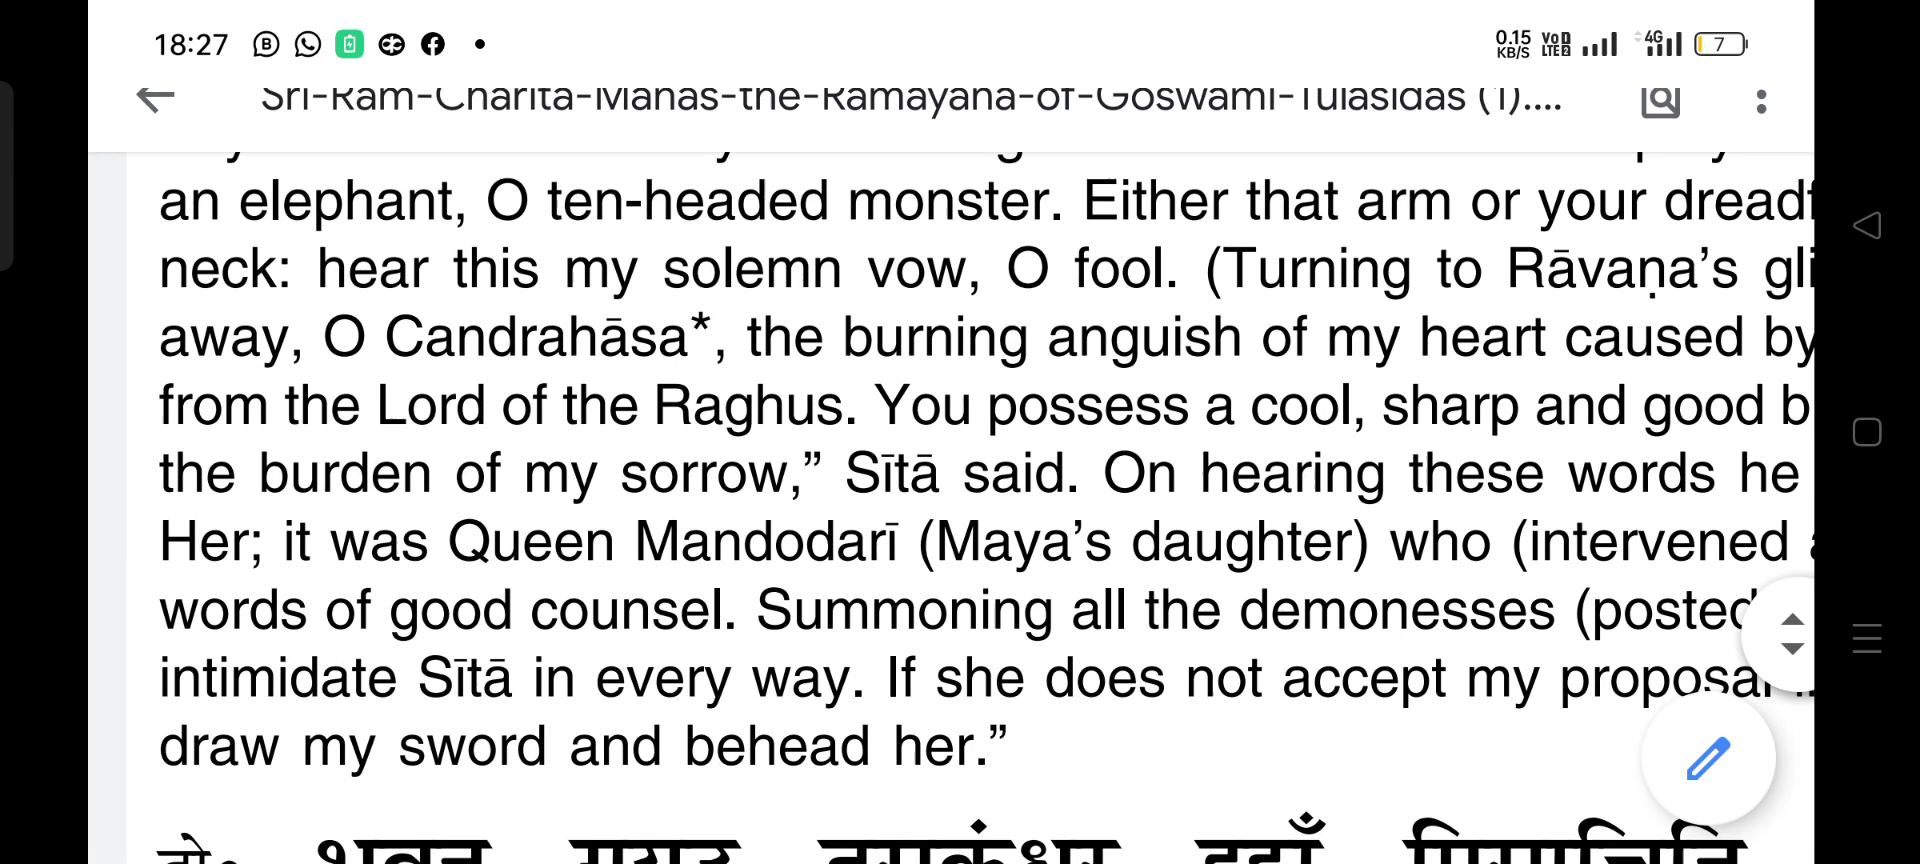 18:27 0.15 KB/S VoD LTE2 4G 7
Sri-Ram-Charita-Manas-the-Ramayana-of-Goswami-Tulasidas (1)....
an elephant, O ten-headed monster. Either that arm or your
neck: hear this my solemn vow, O fool. (Turning to Rāvaṇa’s
away, O Candrahāsa*, the burning anguish of my heart caused by
from the Lord of the Raghus. You possess a cool, sharp and good
the burden of my sorrow,” Sītā said. On hearing these words he
Her; it was Queen Mandodarī (Maya’s daughter) who (intervened
words of good counsel. Summoning all the demonesses (posted
intimidate Sītā in every way. If she does not accept my proposal
draw my sword and behead her.”